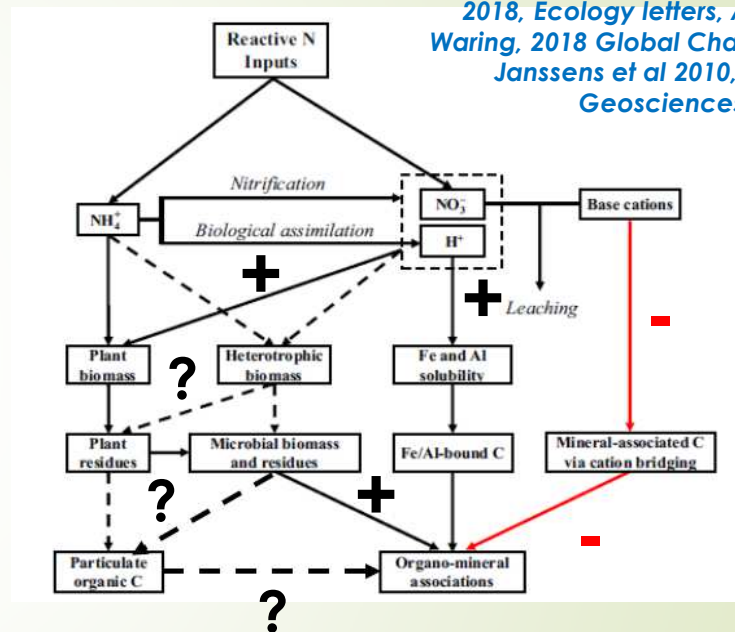 2018, Ecology letters,
Waring, 2018 Global Cha
Janssens et al 2010,
Geosciences
Reactive N
Inputs
Nitrification
NH₄⁺
NO₃⁻
Base cations
Biological assimilation
H⁺
+
+
Leaching
-
Plant
biomass
?
Heterotrophic
biomass
Fe and Al
solubility
Plant
residues
Microbial biomass
and residues
Fe/Al-bound C
Mineral-associated C
via cation bridging
?
+
-
Particulate
organic C
Organo-mineral
associations
?